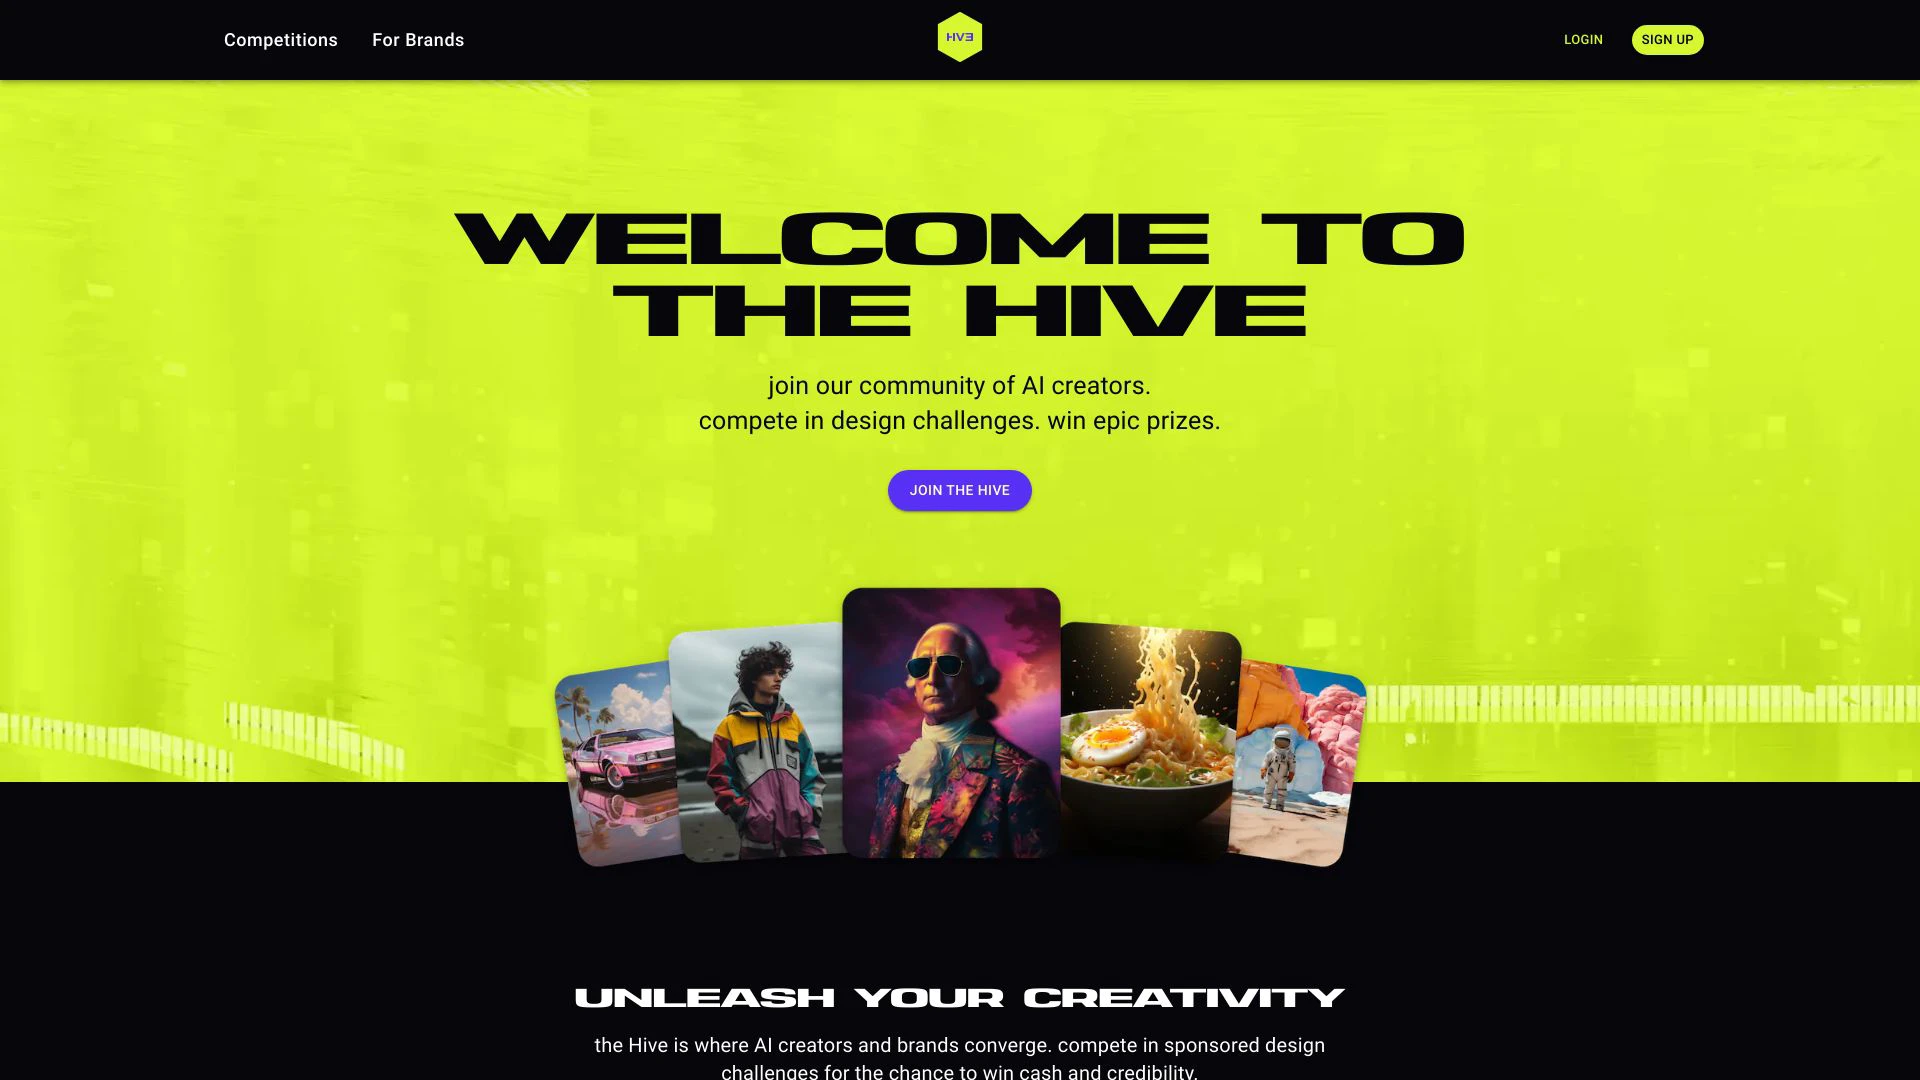 Competitions
For Brands
HVE
LOGIN
SIGN UP
WELCOME TO
THE HIVE
join our community of AI creators.
compete in design challenges. win epic prizes.
JOIN THE HIVE
UNLEASH YOUR CREATIVITY
the Hive is where AI creators and brands converge. compete in sponsored design
challenges for the chance to win cash and credibility.